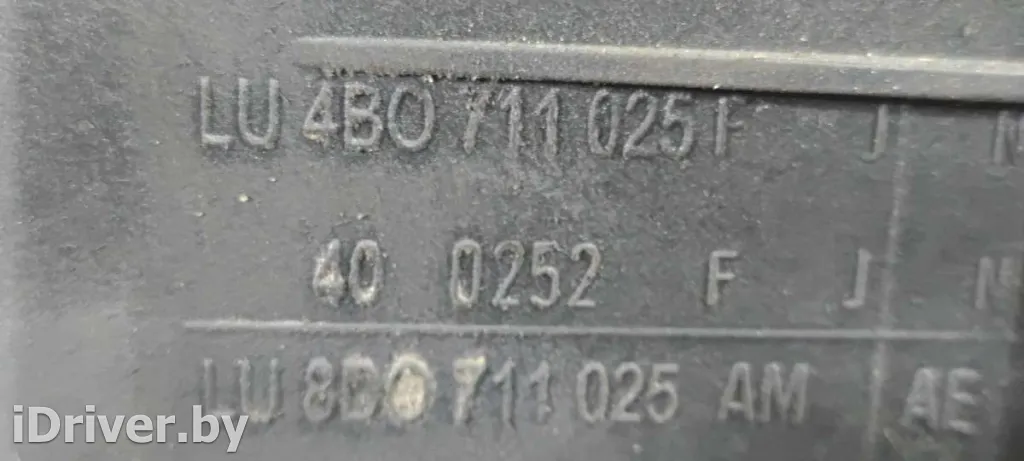 LU 4B0 711 025 F J N
40 0252 F J N
LU 8D0 711 025 AM AE
iDriver.by